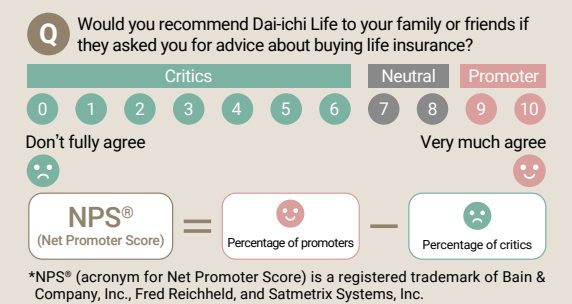 Q
Would you recommend Dai-ichi Life to your family or friends if
they asked you for advice about buying life insurance?
Critics Neutral Promoter
0 1 2 3 4 5 6 7 8 9 10
Don't fully agree Very much agree
NPS®
(Net Promoter Score)
=
Percentage of promoters
−
Percentage of critics
*NPS® (acronym for Net Promoter Score) is a registered trademark of Bain &
Company, Inc., Fred Reichheld, and Satmetrix Systems, Inc.